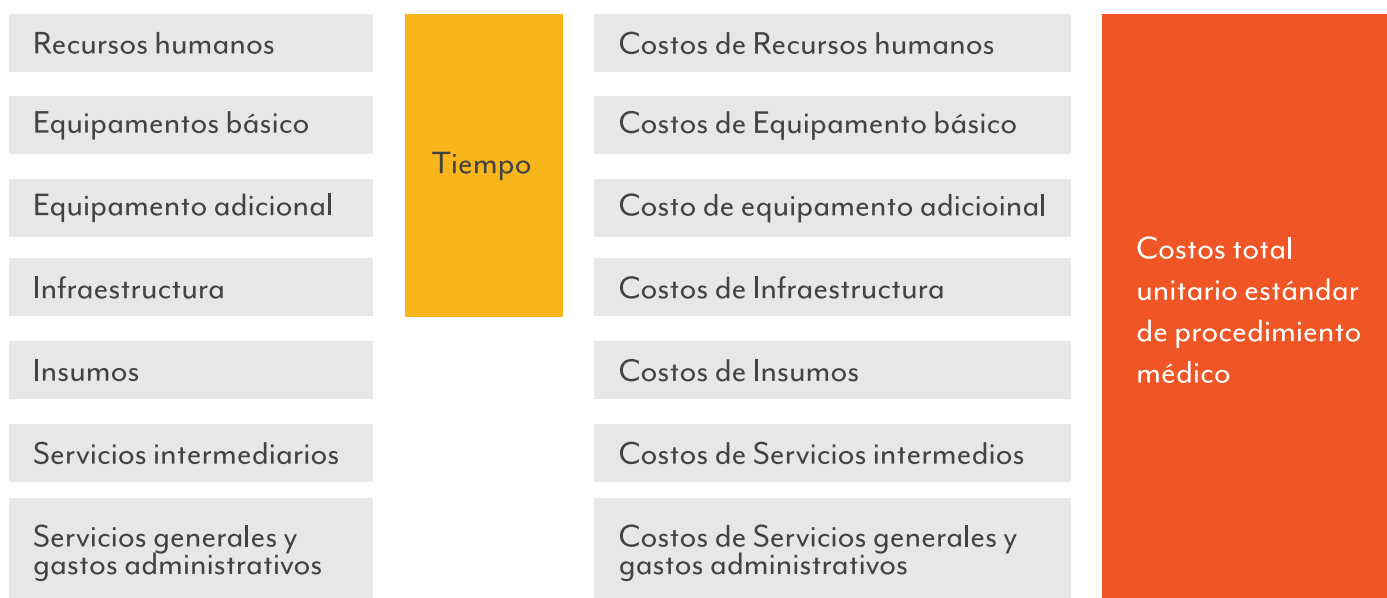 Recursos humanos
Equipamentos básico
Equipamento adicional
Infraestructura
Insumos
Servicios intermediarios
Servicios generales y
gastos administrativos
Tiempo
Costos de Recursos humanos
Costos de Equipamento básico
Costo de equipamento adicioinal
Costos de Infraestructura
Costos de Insumos
Costos de Servicios intermedios
Costos de Servicios generales y
gastos administrativos
Costos total
unitario estándar
de procedimiento
médico